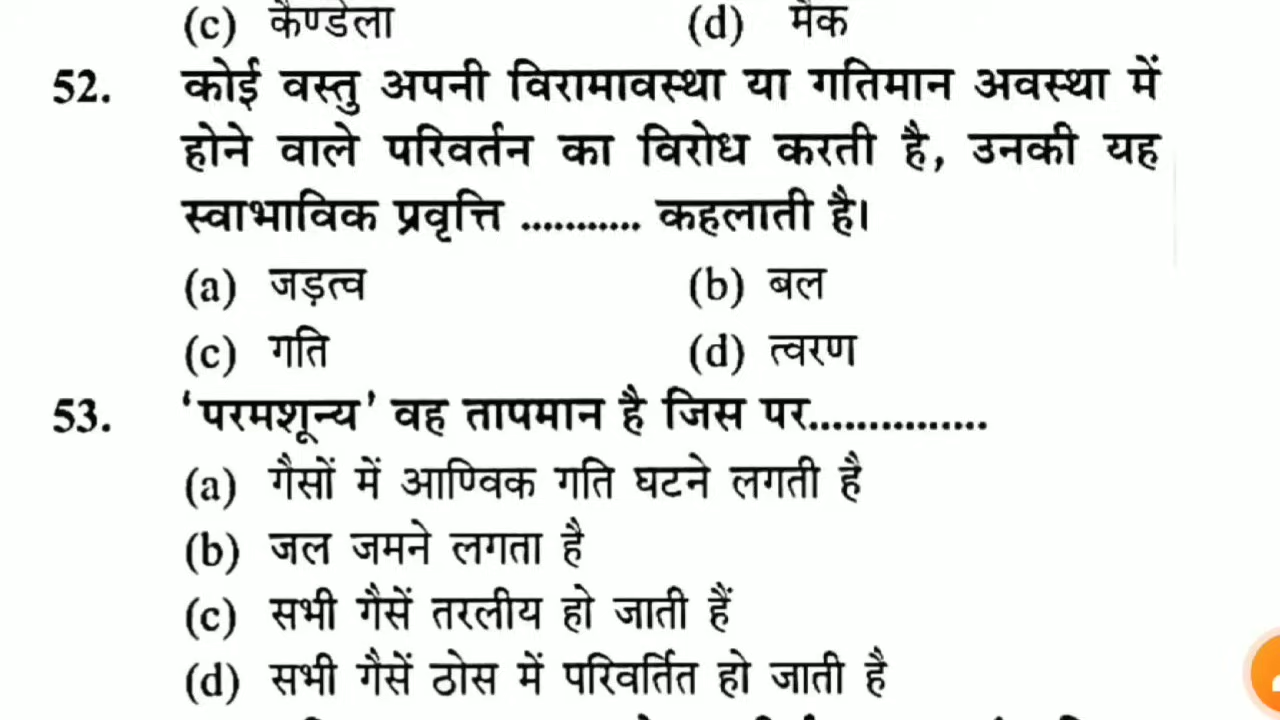 (c) कैण्डेला (d) मैक
52. कोई वस्तु अपनी विरामावस्था या गतिमान अवस्था में
होने वाले परिवर्तन का विरोध करती है, उनकी यह
स्वाभाविक प्रवृत्ति ........... कहलाती है।
(a) जड़त्व (b) बल
(c) गति (d) त्वरण
53. 'परमशून्य' वह तापमान है जिस पर...............
(a) गैसों में आण्विक गति घटने लगती है
(b) जल जमने लगता है
(c) सभी गैसें तरलीय हो जाती हैं
(d) सभी गैसें ठोस में परिवर्तित हो जाती है